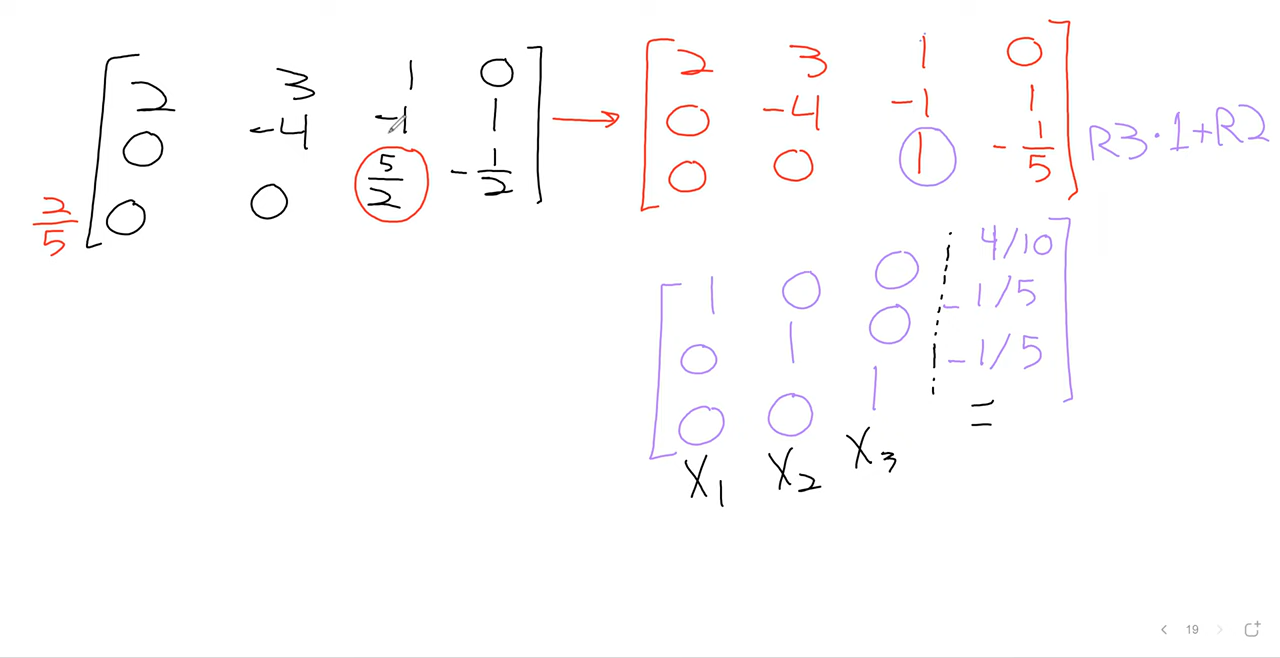 2 3 1 0
0 -4 -1 1
0 0 5/2 -1/2
2/5
2 3 1 0
0 -4 -1 1
0 0 1 -1/5
R3·1+R2
1 0 0 4/10
0 1 0 -1/5
0 0 1 -1/5
X1 X2 X3 =
19